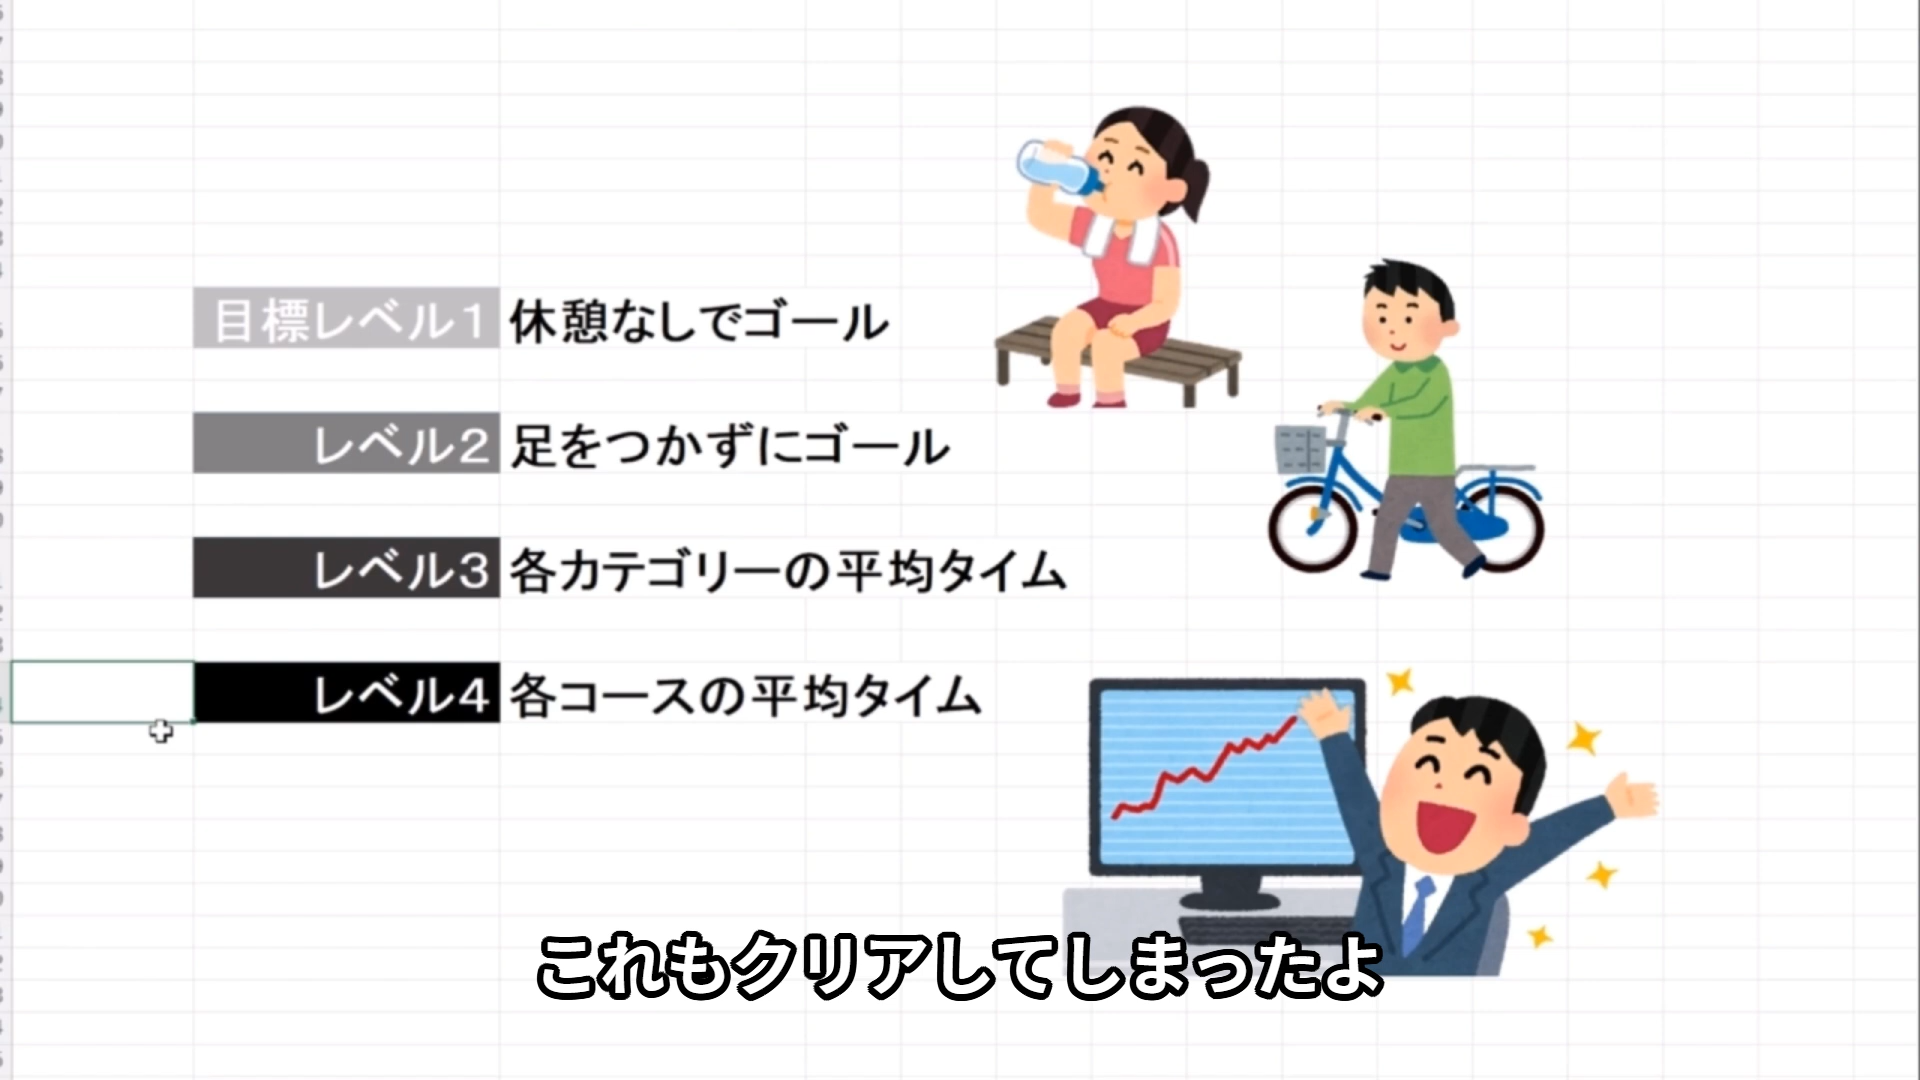 目標レベル1 休憩なしでゴール
レベル2 足をつかずにゴール
レベル3 各カテゴリーの平均タイム
レベル4 各コースの平均タイム
これもクリアしてしまったよ